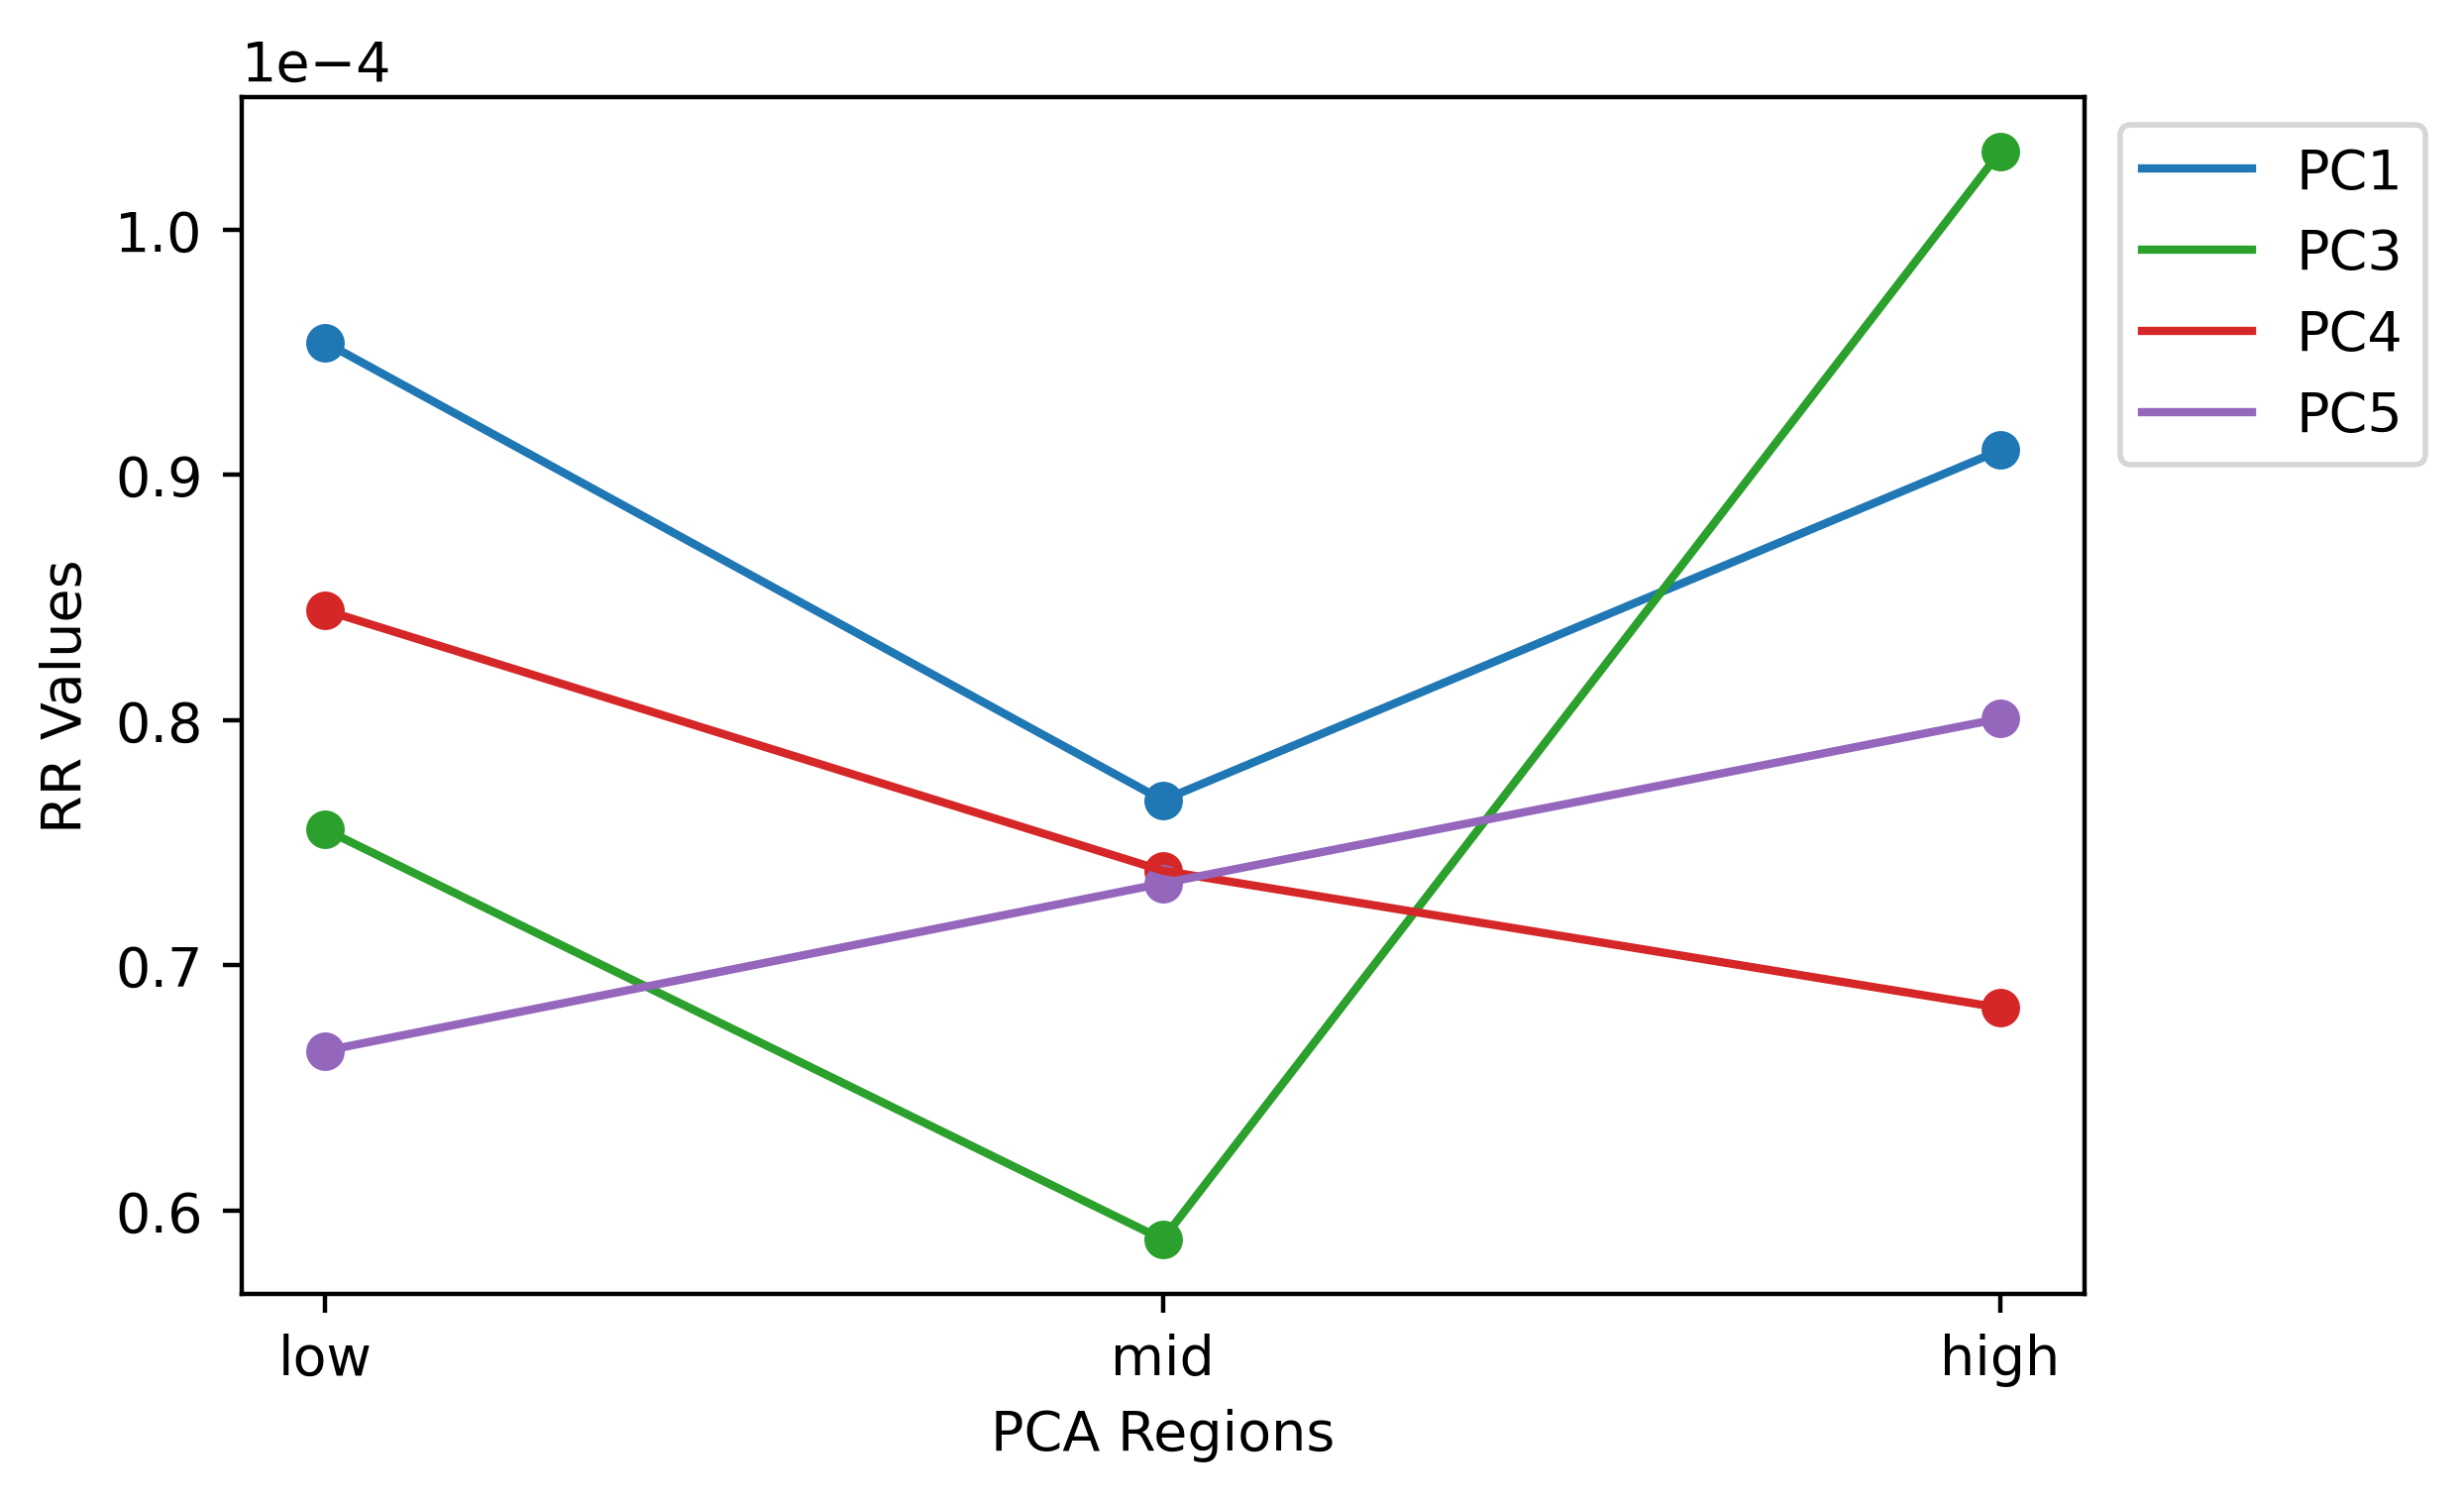 1e−4
1.0
0.9
0.8
0.7
0.6
RR Values
low
mid
high
PCA Regions
PC1
PC3
PC4
PC5